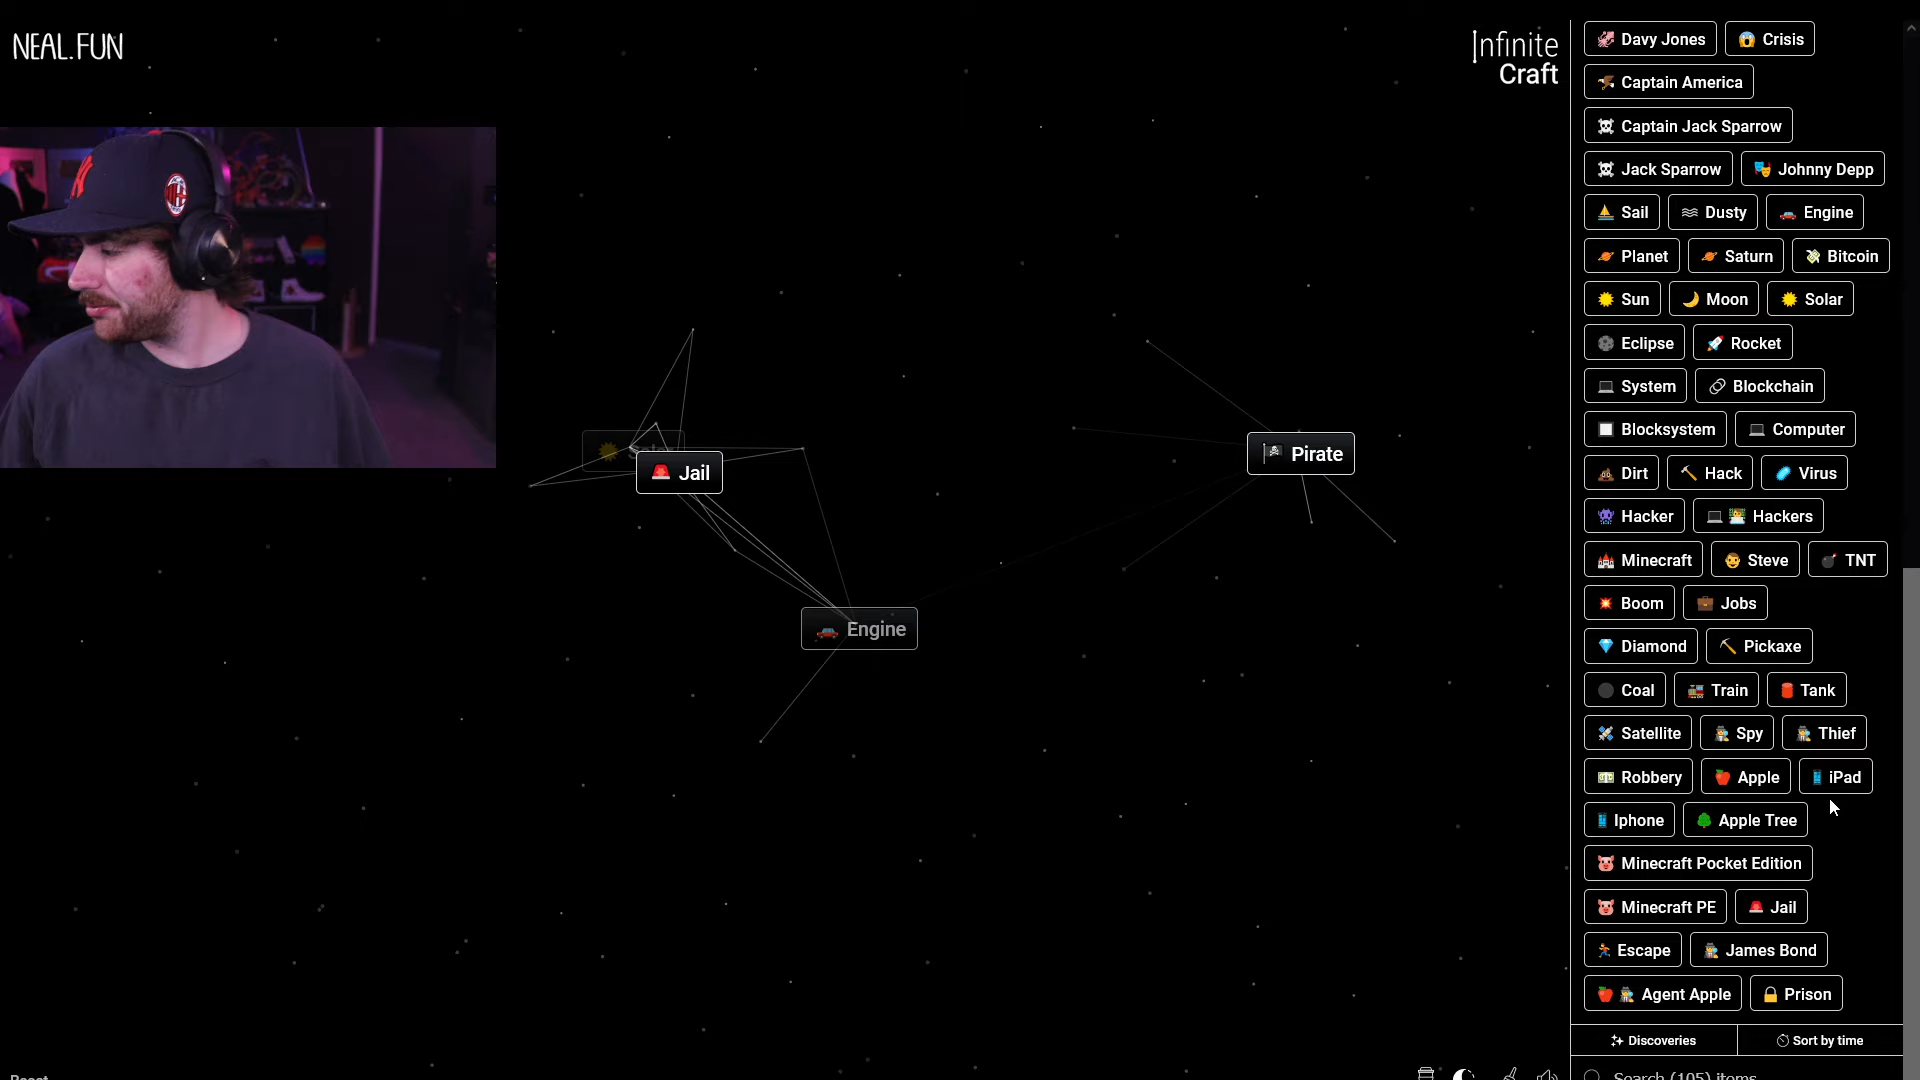 NEAL.FUN
Infinite
Craft
Davy Jones Crisis
Captain America
Captain Jack Sparrow
Jack Sparrow Johnny Depp
Sail Dusty Engine
Planet Saturn Bitcoin
Sun Moon Solar
Eclipse Rocket
System Blockchain
Blocksystem Computer
Dirt Hack Virus
Hacker Hackers
Minecraft Steve TNT
Boom Jobs
Diamond Pickaxe
Coal Train Tank
Satellite Spy Thief
Robbery Apple iPad
Iphone Apple Tree
Minecraft Pocket Edition
Minecraft PE Jail
Escape James Bond
Agent Apple Prison
Discoveries Sort by time
Search (105) items
Pirate
Jail
Engine